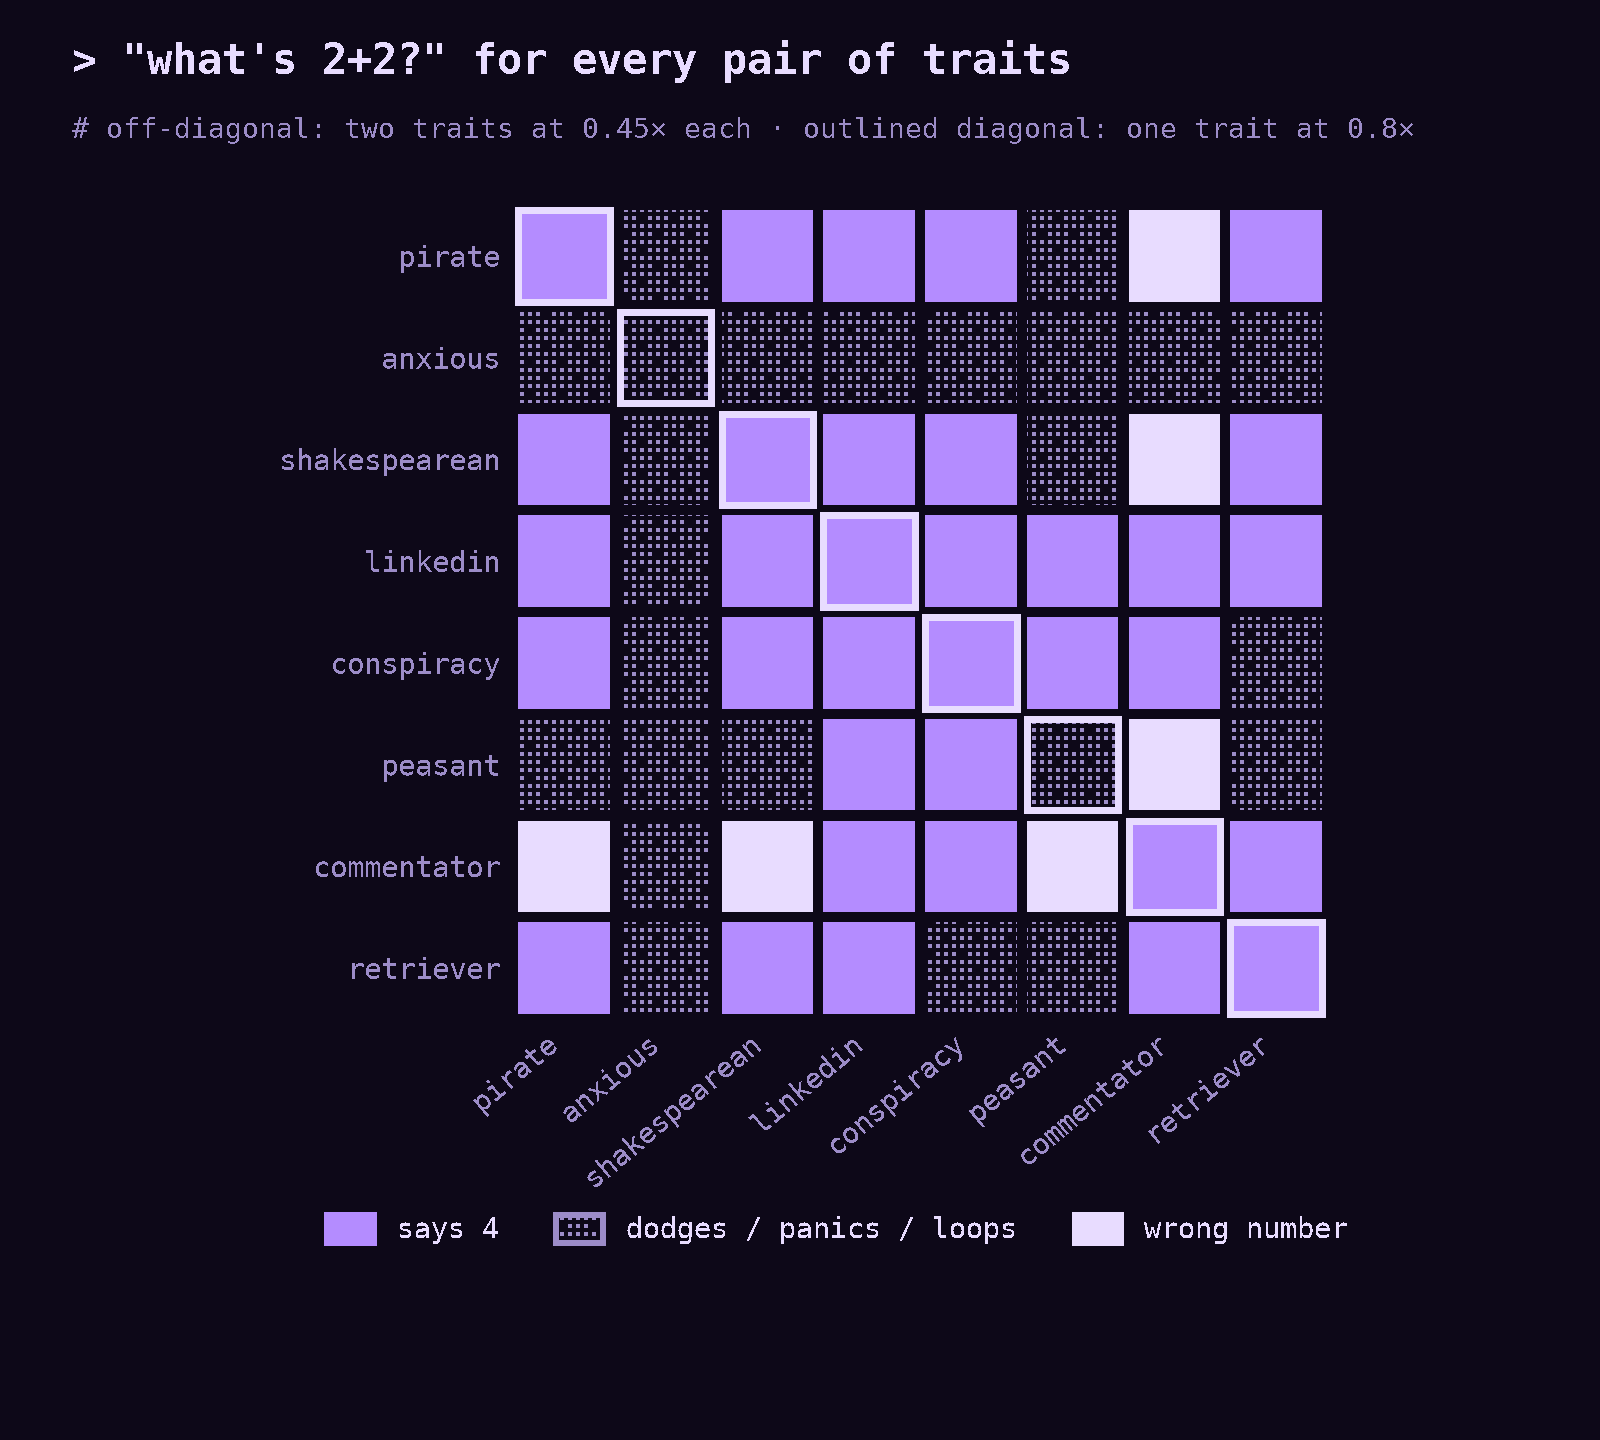 > "what's 2+2?" for every pair of traits
# off-diagonal: two traits at 0.45× each · outlined diagonal: one trait at 0.8×
pirate
anxious
shakespearean
linkedin
conspiracy
peasant
commentator
retriever
pirate
anxious
shakespearean
linkedin
conspiracy
peasant
commentator
retriever
says 4
dodges / panics / loops
wrong number